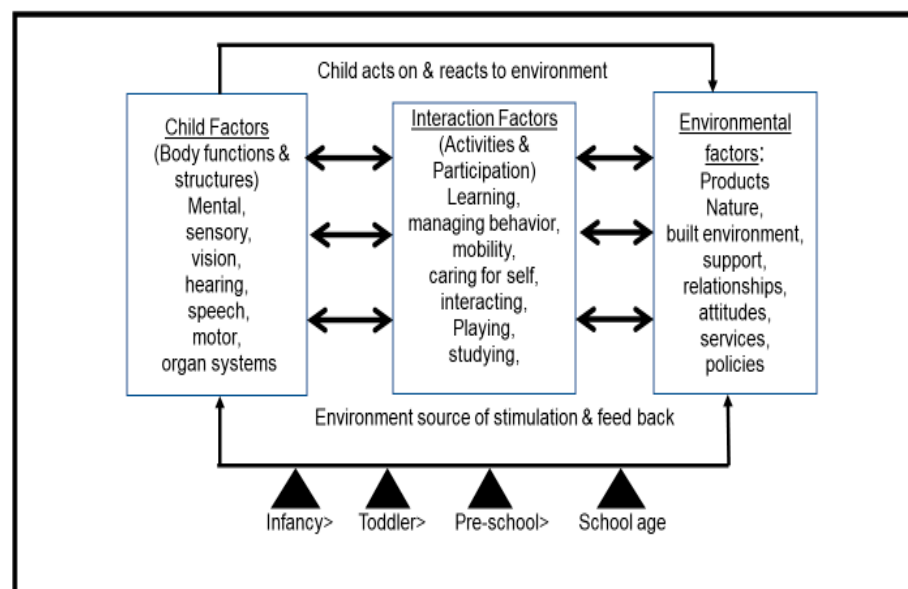 Child acts on & reacts to environment
Child Factors
(Body functions &
structures)
Mental,
sensory,
vision,
hearing,
speech,
motor,
organ systems
Interaction Factors
(Activities &
Participation)
Learning,
managing behavior,
mobility,
caring for self,
interacting,
Playing,
studying,
Environmental
factors:
Products
Nature,
built environment,
support,
relationships,
attitudes,
services,
policies
Environment source of stimulation & feed back
Infancy>
Toddler>
Pre-school>
School age